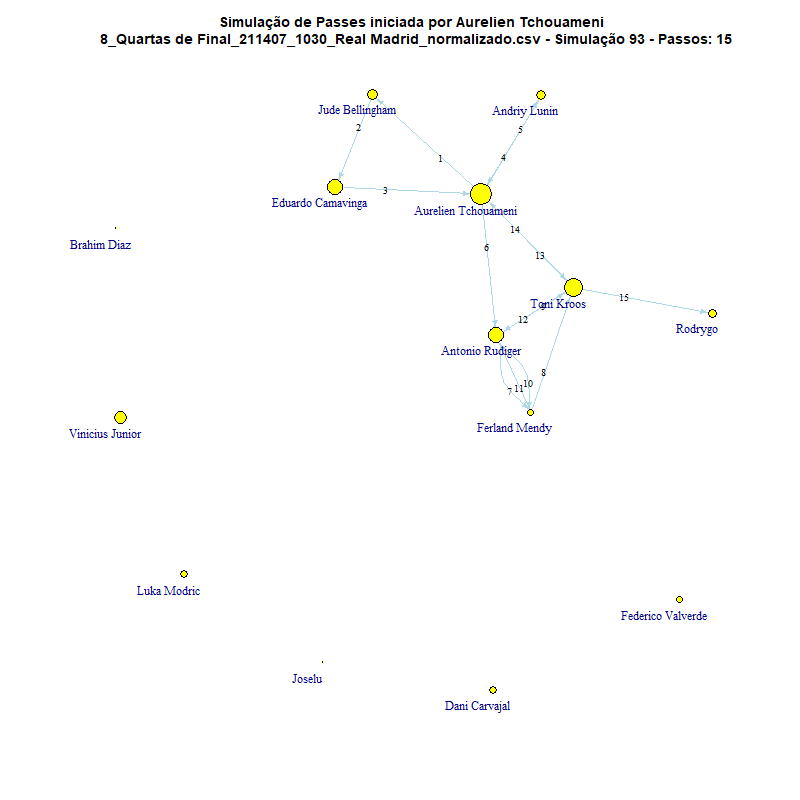 Simulação de Passes iniciada por Aurelien Tchouameni
8_Quartas de Final_211407_1030_Real Madrid_normalizado.csv - Simulação 93 - Passos: 15
Jude Bellingham
Andriy Lunin
2
5
1
4
3
Eduardo Camavinga
Aurelien Tchouameni
14
Brahim Diaz
6
13
15
Toni Kroos
12
Rodrygo
Antonio Rudiger
8
10
11
7
Ferland Mendy
Vinicius Junior
Luka Modric
Federico Valverde
Joselu
Dani Carvajal